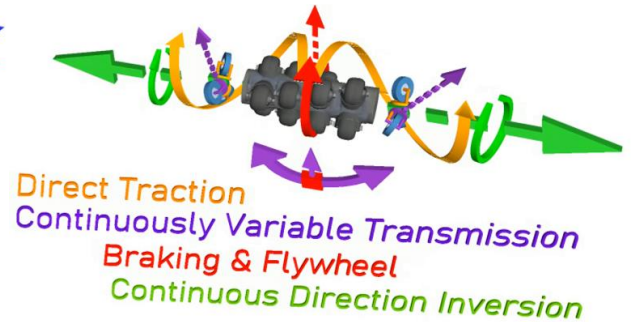 Direct Traction
Continuously Variable Transmission
Braking & Flywheel
Continuous Direction Inversion